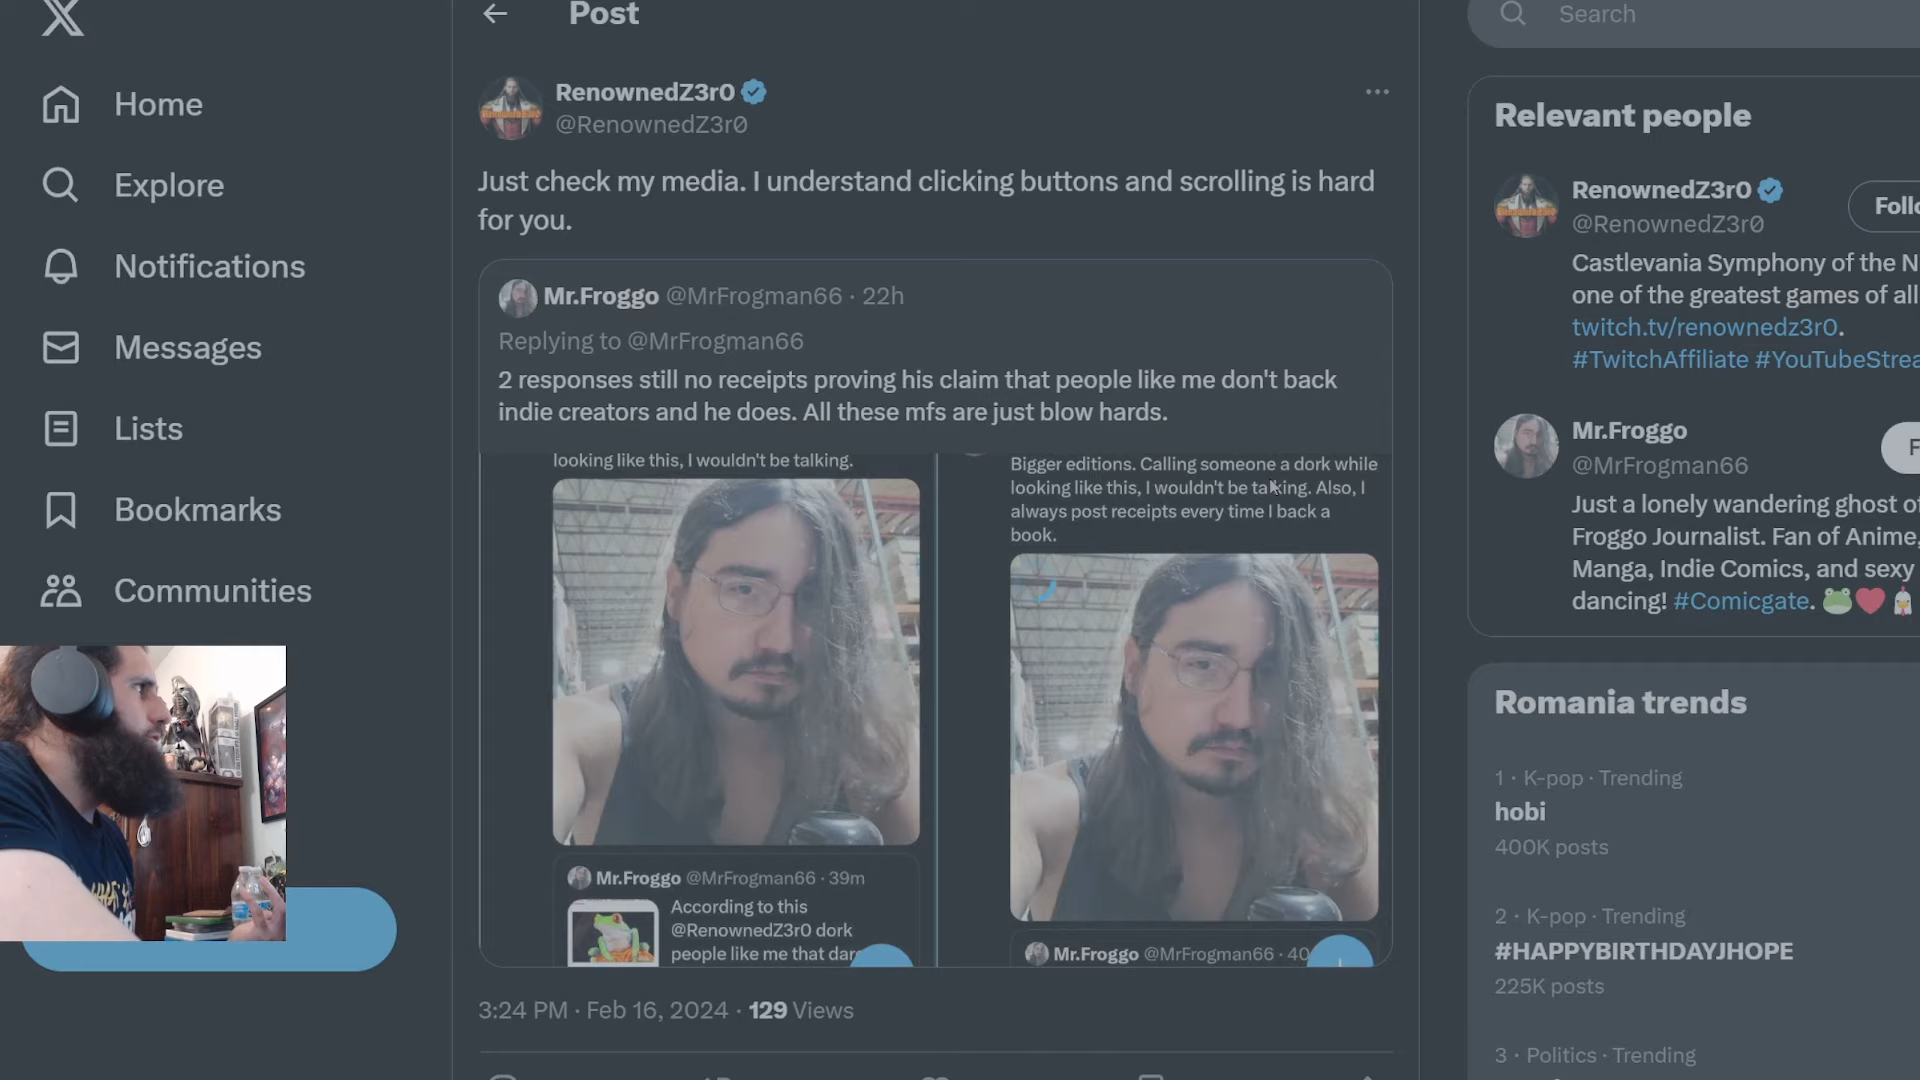 Post
Search
Home
Explore
Notifications
Messages
Lists
Bookmarks
Communities
RenownedZ3r0
@RenownedZ3r0
Just check my media. I understand clicking buttons and scrolling is hard
for you.
Mr.Froggo @MrFrogman66 · 22h
Replying to @MrFrogman66
2 responses still no receipts proving his claim that people like me don't back
indie creators and he does. All these mfs are just blow hards.
looking like this, I wouldn't be talking.
Mr.Froggo @MrFrogman66 · 39m
According to this
@RenownedZ3r0 dork
people like me that
Bigger editions. Calling someone a dork while
looking like this, I wouldn't be talking. Also, I
always post receipts every time I back a
book.
Mr.Froggo @MrFrogman66 · 40
3:24 PM · Feb 16, 2024 · 129 Views
Relevant people
RenownedZ3r0
@RenownedZ3r0
Castlevania Symphony of the N
one of the greatest games of all
twitch.tv/renownedz3r0.
#TwitchAffiliate #YouTubeStrea
Follo
Mr.Froggo
@MrFrogman66
F
Just a lonely wandering ghost of
Froggo Journalist. Fan of Anime,
Manga, Indie Comics, and sexy
dancing! #Comicgate. 🐸❤️🐔
Romania trends
1 · K-pop · Trending
hobi
400K posts
2 · K-pop · Trending
#HAPPYBIRTHDAYJHOPE
225K posts
3 · Politics · Trending